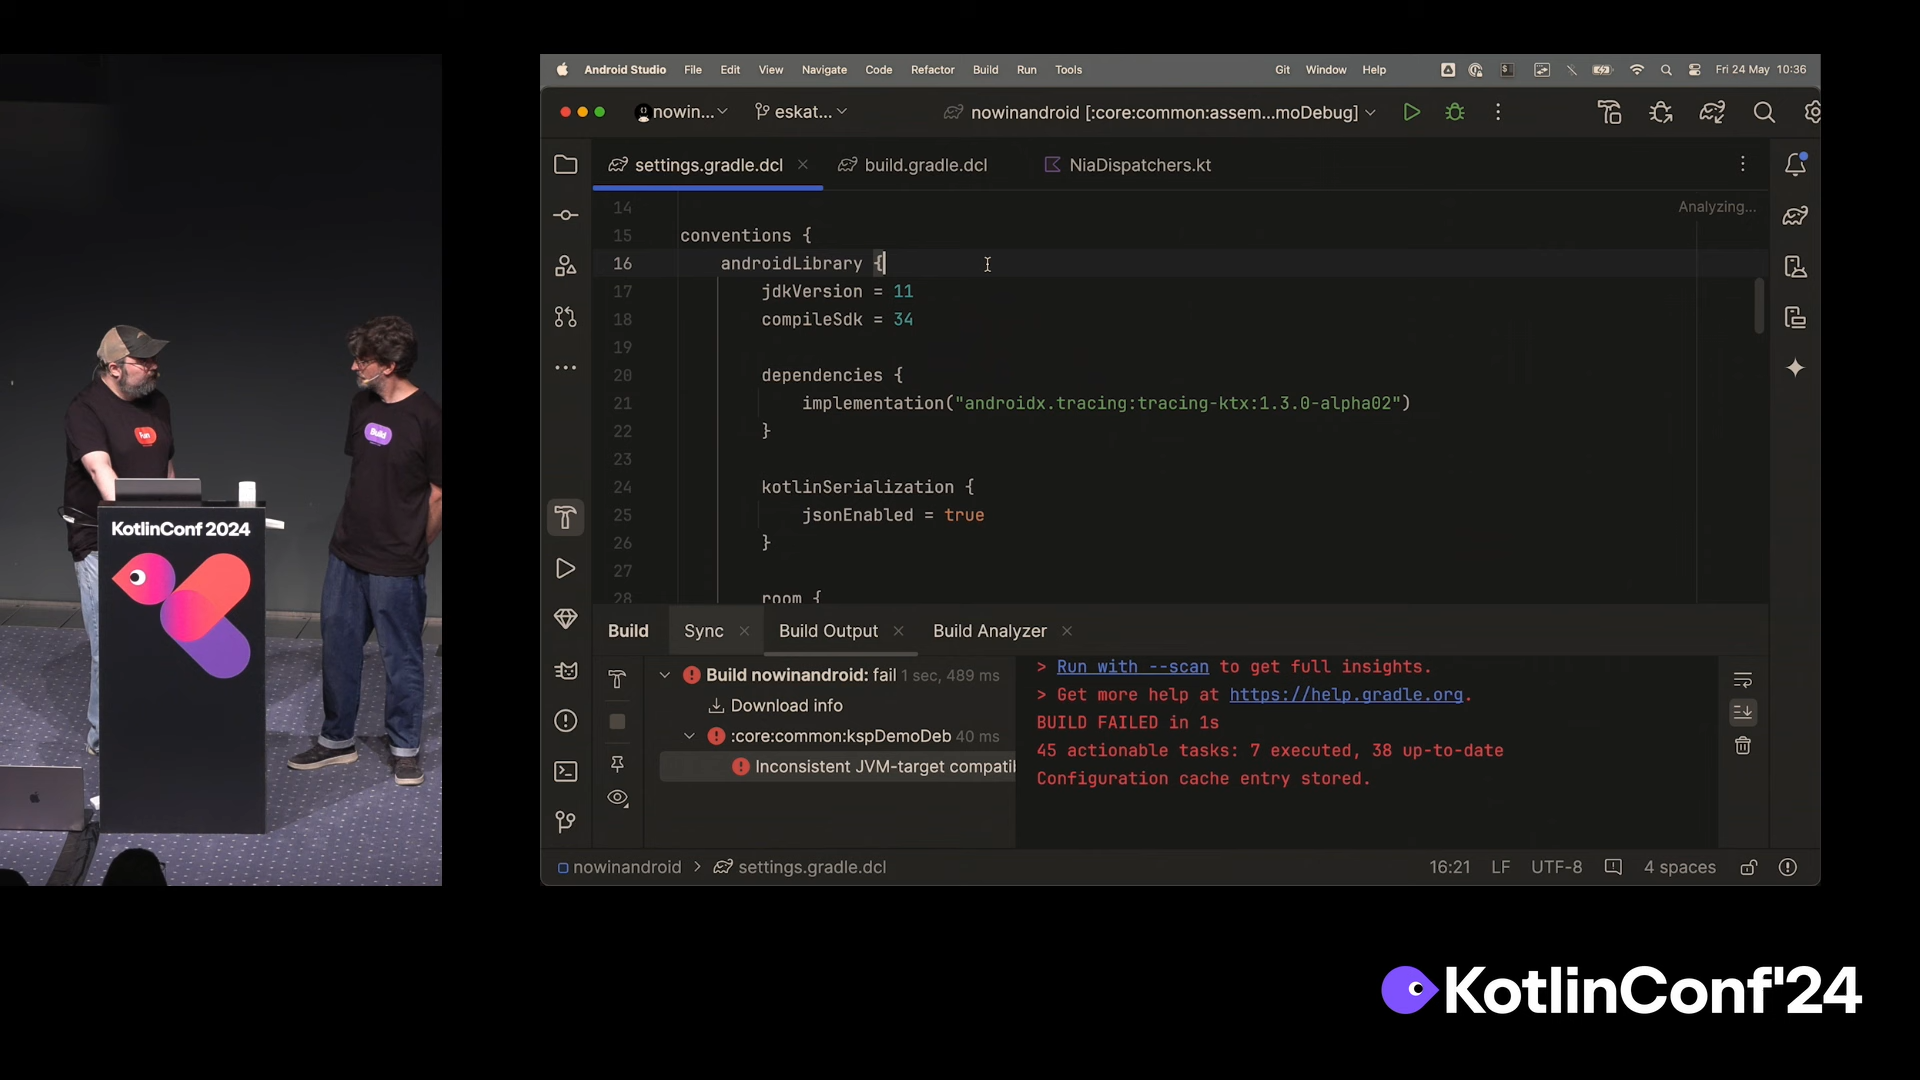 Android Studio File Edit View Navigate Code Refactor Build Run Tools Git Window Help Fri 24 May 10:36
nowin... eskat... nowinandroid [:core:common:assem...moDebug]
settings.gradle.dcl build.gradle.dcl NiaDispatchers.kt
Analyzing...
14
15 conventions {
16 androidLibrary {
17 jdkVersion = 11
18 compileSdk = 34
19
20 dependencies {
21 implementation("androidx.tracing:tracing-ktx:1.3.0-alpha02")
22 }
23
24 kotlinSerialization {
25 jsonEnabled = true
26 }
27
28 room {
Build Sync Build Output Build Analyzer
Build nowinandroid: fail 1 sec, 489 ms
Download info
:core:common:kspDemoDeb 40 ms
Inconsistent JVM-target compatib
> Run with --scan to get full insights.
> Get more help at https://help.gradle.org.
BUILD FAILED in 1s
45 actionable tasks: 7 executed, 38 up-to-date
Configuration cache entry stored.
nowinandroid > settings.gradle.dcl 16:21 LF UTF-8 4 spaces
Fun
Build
KotlinConf 2024
KotlinConf'24